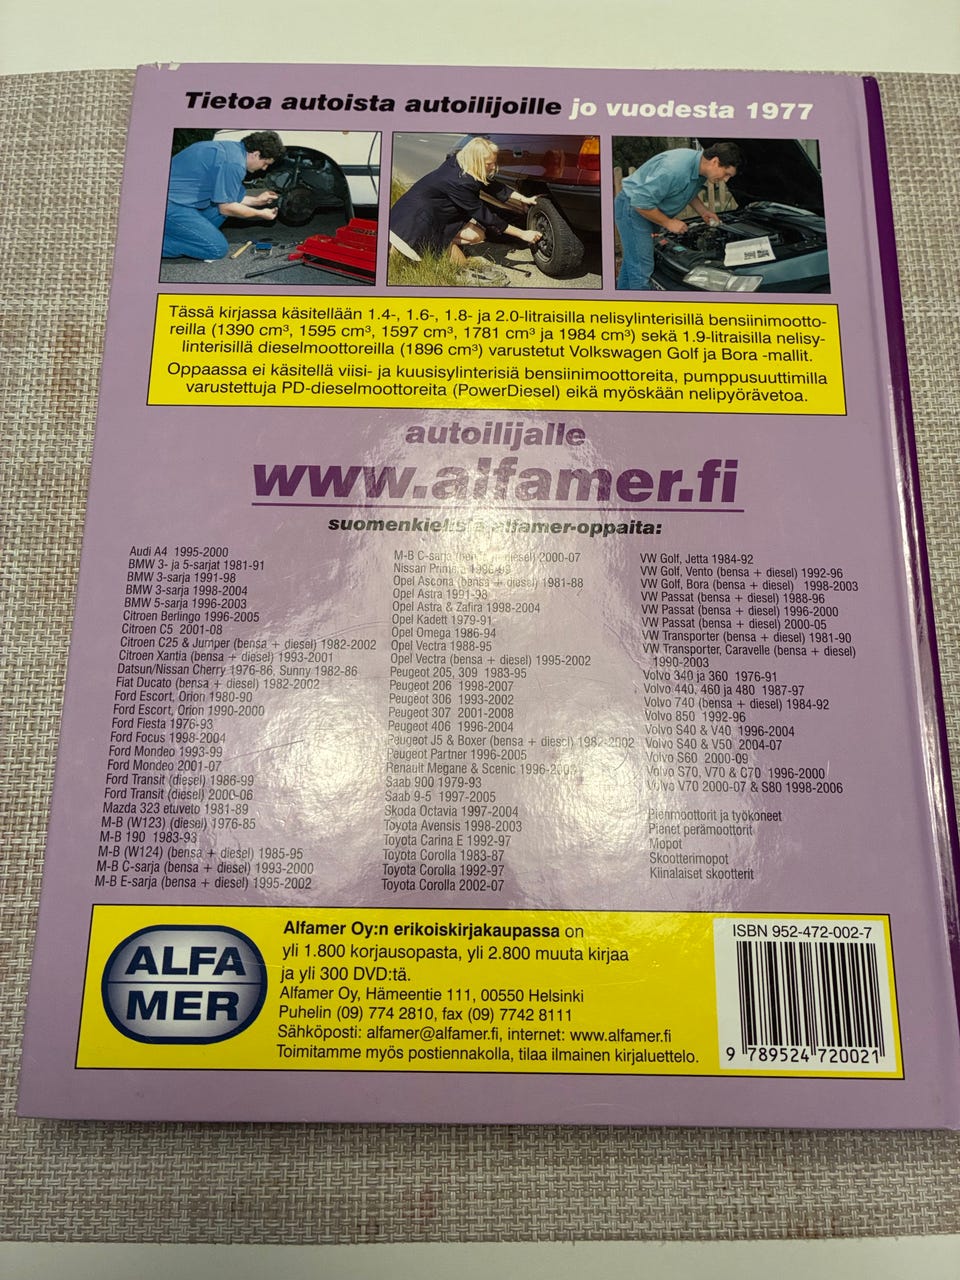 Tietoa autoista autoilijoille jo vuodesta 1977
Tässä kirjassa käsitellään 1.4-, 1.6-, 1.8- ja 2.0-litraisilla nelisylinterisillä bensiinimootto-
reilla (1390 cm³, 1595 cm³, 1597 cm³, 1781 cm³ ja 1984 cm³) sekä 1.9-litraisilla nelisy-
linterisillä dieselmoottoreilla (1896 cm³) varustetut Volkswagen Golf ja Bora -mallit.
Oppaassa ei käsitellä viisi- ja kuusisylinterisiä bensiinimoottoreita, pumppusuuttimilla
varustettuja PD-dieselmoottoreita (PowerDiesel) eikä myöskään nelipyörävetoa.
autoilijalle
www.alfamer.fi
suomenkielisiä alfamer-oppaita:
Audi A4 1995-2000
BMW 3- ja 5-sarjat 1981-91
BMW 3-sarja 1991-98
BMW 3-sarja 1998-2004
BMW 5-sarja 1996-2003
Citroen Berlingo 1996-2005
Citroen C5 2001-08
Citroen C25 & Jumper (bensa + diesel) 1982-2002
Citroen Xantia (bensa + diesel) 1993-2001
Datsun/Nissan Cherry 1976-86, Sunny 1982-86
Fiat Ducato (bensa + diesel) 1982-2002
Ford Escort, Orion 1980-90
Ford Escort, Orion 1990-2000
Ford Fiesta 1976-93
Ford Focus 1998-2004
Ford Mondeo 1993-99
Ford Mondeo 2001-07
Ford Transit (diesel) 1986-99
Ford Transit (diesel) 2000-06
Mazda 323 etuveto 1981-89
M-B (W123) (diesel) 1976-85
M-B 190 1983-93
M-B (W124) (bensa + diesel) 1985-95
M-B C-sarja (bensa + diesel) 1993-2000
M-B E-sarja (bensa + diesel) 1995-2002
M-B C-sarja (bensa + diesel) 2000-07
Nissan Primera 1990-99
Opel Ascona (bensa + diesel) 1981-88
Opel Astra 1991-98
Opel Astra & Zafira 1998-2004
Opel Kadett 1979-91
Opel Omega 1986-94
Opel Vectra 1988-95
Opel Vectra (bensa + diesel) 1995-2002
Peugeot 205, 309 1983-95
Peugeot 206 1998-2007
Peugeot 306 1993-2002
Peugeot 307 2001-2008
Peugeot 406 1996-2004
Peugeot J5 & Boxer (bensa + diesel) 1982-2002
Peugeot Partner 1996-2005
Renault Megane & Scenic
Saab 900 1979-93
Saab 9-5 1997-2005
Skoda Octavia 1997-2004
Toyota Avensis 1998-2003
Toyota Carina E 1992-97
Toyota Corolla 1983-87
Toyota Corolla 1992-97
Toyota Corolla 2002-07
VW Golf, Jetta 1984-92
VW Golf, Vento (bensa + diesel) 1992-96
VW Golf, Bora (bensa + diesel) 1998-2003
VW Passat (bensa + diesel) 1988-96
VW Passat (bensa + diesel) 1996-2000
VW Passat (bensa + diesel) 2000-05
VW Transporter (bensa + diesel) 1981-90
VW Transporter, Caravelle (bensa + diesel)
1990-2003
Volvo 340 ja 360 1976-91
Volvo 440, 460 ja 480 1987-97
Volvo 740 (bensa + diesel) 1984-92
Volvo 850 1992-96
Volvo S40 & V40 1996-2004
Volvo S40 & V50 2004-07
Volvo S60 2000-09
Volvo S70, V70 & C70 1996-2000
Volvo V70 2000-07 & S80 1998-2006
Pienmoottorit ja työkoneet
Pienet perämoottorit
Mopot
Skootterimopot
Kiinalaiset skootterit
ALFA
MER
Alfamer Oy:n erikoiskirjakaupassa on
yli 1.800 korjausopasta, yli 2.800 muuta kirjaa
ja yli 300 DVD:tä.
Alfamer Oy, Hämeentie 111, 00550 Helsinki
Puhelin (09) 774 2810, fax (09) 7742 8111
Sähköposti: alfamer@alfamer.fi, internet: www.alfamer.fi
Toimitamme myös postiennakolla, tilaa ilmainen kirjaluettelo.
ISBN 952-472-002-7
9 789524 720021